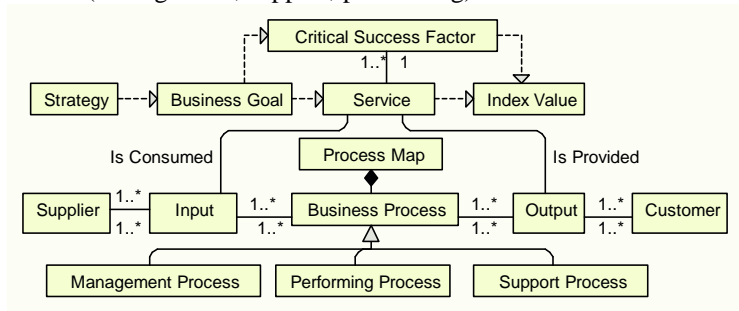 Critical Success Factor
1..* 1
Strategy Business Goal Service Index Value
Is Consumed Process Map Is Provided
1..* 1..* 1..* 1..*
Supplier Input Business Process Output Customer
1..* 1..* 1..* 1..*
Management Process Performing Process Support Process